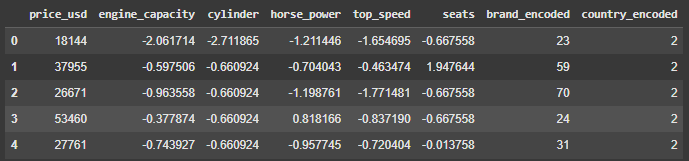 price_usd engine_capacity cylinder horse_power top_speed seats brand_encoded country_encoded
0 18144 -2.061714 -2.711865 -1.211446 -1.654695 -0.667558 23 2
1 37955 -0.597506 -0.660924 -0.704043 -0.463474 1.947644 59 2
2 26671 -0.963558 -0.660924 -1.198761 -1.771481 -0.667558 70 2
3 53460 -0.377874 -0.660924 0.818166 -0.837190 -0.667558 24 2
4 27761 -0.743927 -0.660924 -0.957745 -0.720404 -0.013758 31 2